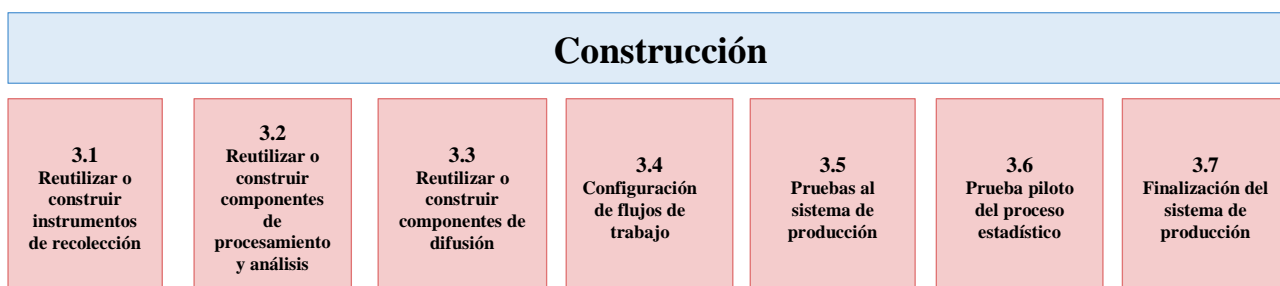 Construcción
3.1
Reutilizar o
construir
instrumentos
de recolección
3.2
Reutilizar o
construir
componentes
de
procesamiento
y análisis
3.3
Reutilizar o
construir
componentes de
difusión
3.4
Configuración
de flujos de
trabajo
3.5
Pruebas al
sistema de
producción
3.6
Prueba piloto
del proceso
estadístico
3.7
Finalización del
sistema de
producción